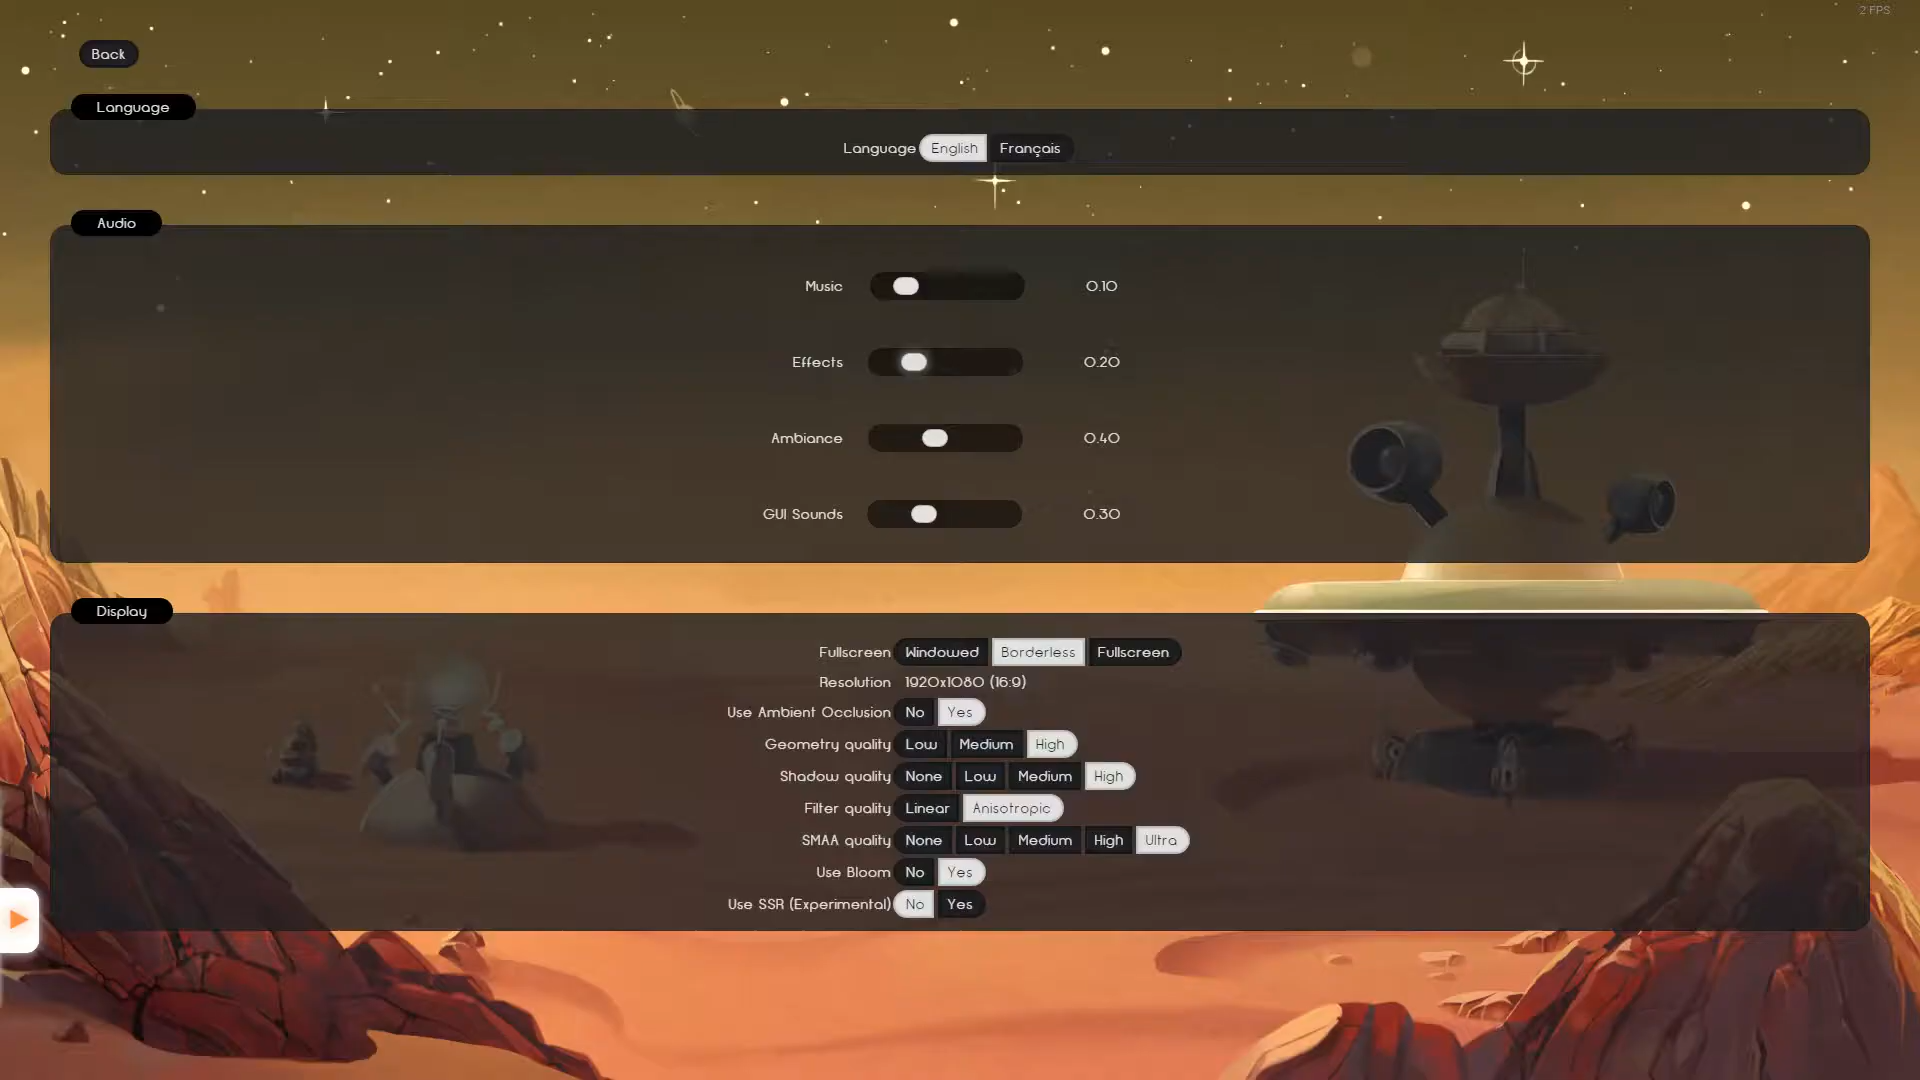 2 FPS
Back
Language
Language English Français
Audio
Music 0.10
Effects 0.20
Ambiance 0.40
GUI Sounds 0.30
Display
Fullscreen Windowed Borderless Fullscreen
Resolution 1920x1080 (16:9)
Use Ambient Occlusion No Yes
Geometry quality Low Medium High
Shadow quality None Low Medium High
Filter quality Linear Anisotropic
SMAA quality None Low Medium High Ultra
Use Bloom No Yes
Use SSR (Experimental) No Yes